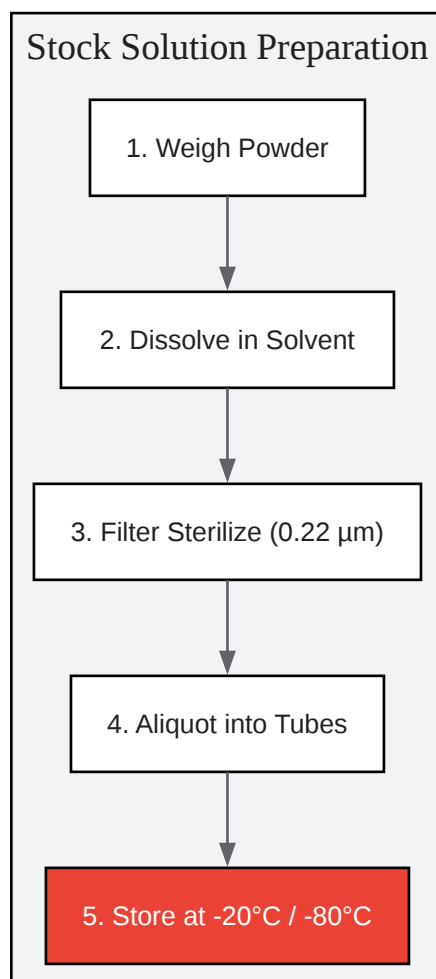 Stock Solution Preparation
1. Weigh Powder
2. Dissolve in Solvent
3. Filter Sterilize (0.22 µm)
4. Aliquot into Tubes
5. Store at -20°C / -80°C